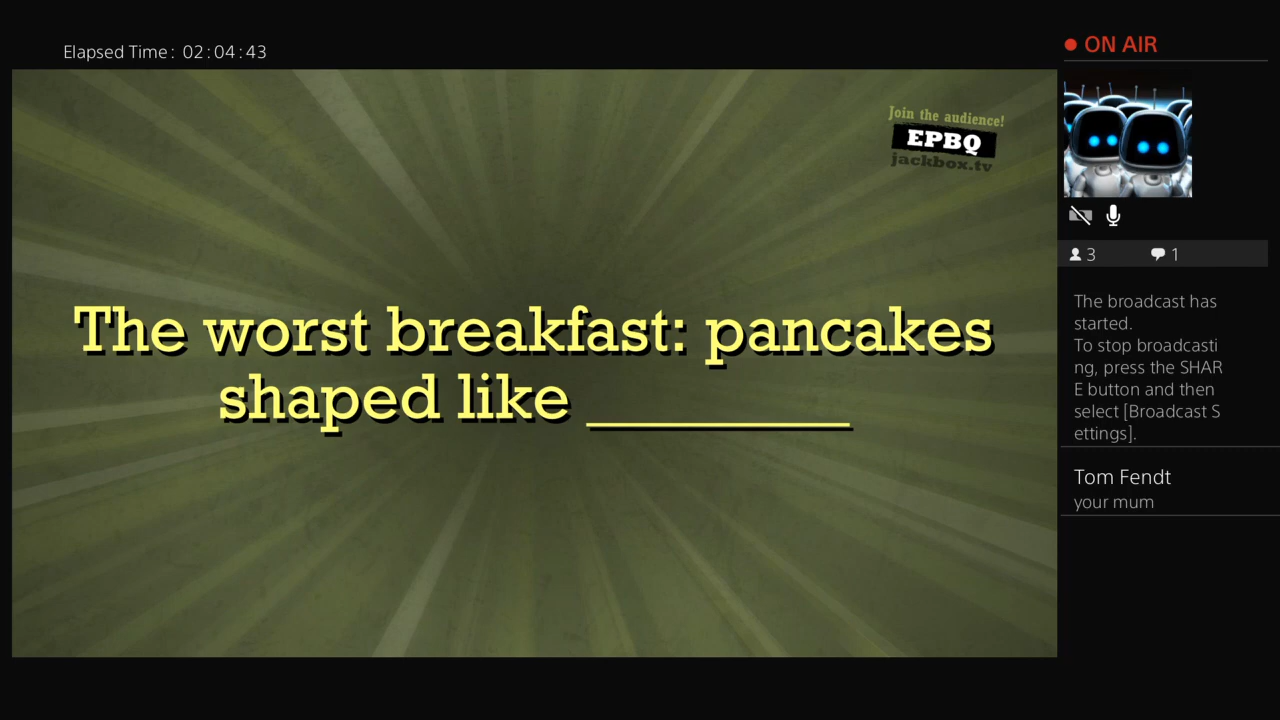 Elapsed Time: 02:04:43
ON AIR
Join the audience!
EPBQ
jackbox.tv
The worst breakfast: pancakes
shaped like ________
3
1
The broadcast has
started.
To stop broadcasti
ng, press the SHAR
E button and then
select [Broadcast S
ettings].
Tom Fendt
your mum